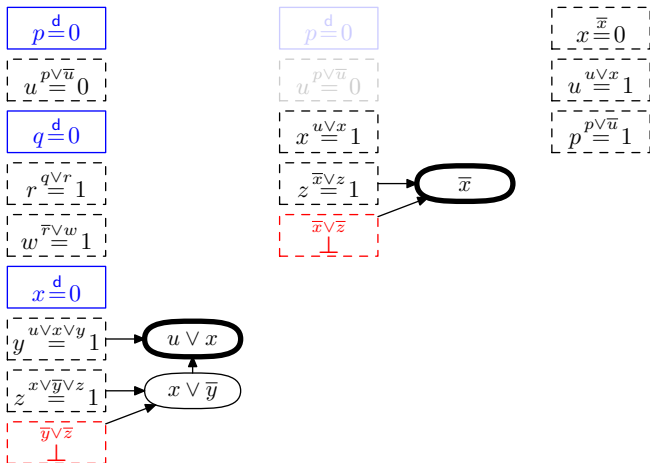 p =ᵈ 0
u =^{p∨u̅} 0
q =ᵈ 0
r =^{q∨r} 1
w =^{r̅∨w} 1
x =ᵈ 0
y =^{u∨x∨y} 1
u ∨ x
z =^{x∨y̅∨z} 1
x ∨ y̅
y̅∨z̅
⊥
p =ᵈ 0
u =^{p∨u̅} 0
x =^{u∨x} 1
z =^{x̅∨z} 1
x̅
x̅∨z̅
⊥
x =^{x̅} 0
u =^{u∨x} 1
p =^{p∨u̅} 1